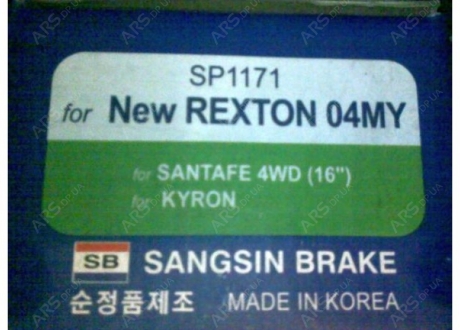 SP1171
for New REXTON 04MY
for SANTAFE 4WD (16")
for KYRON
SB SANGSIN BRAKE
순정품제조 MADE IN KOREA